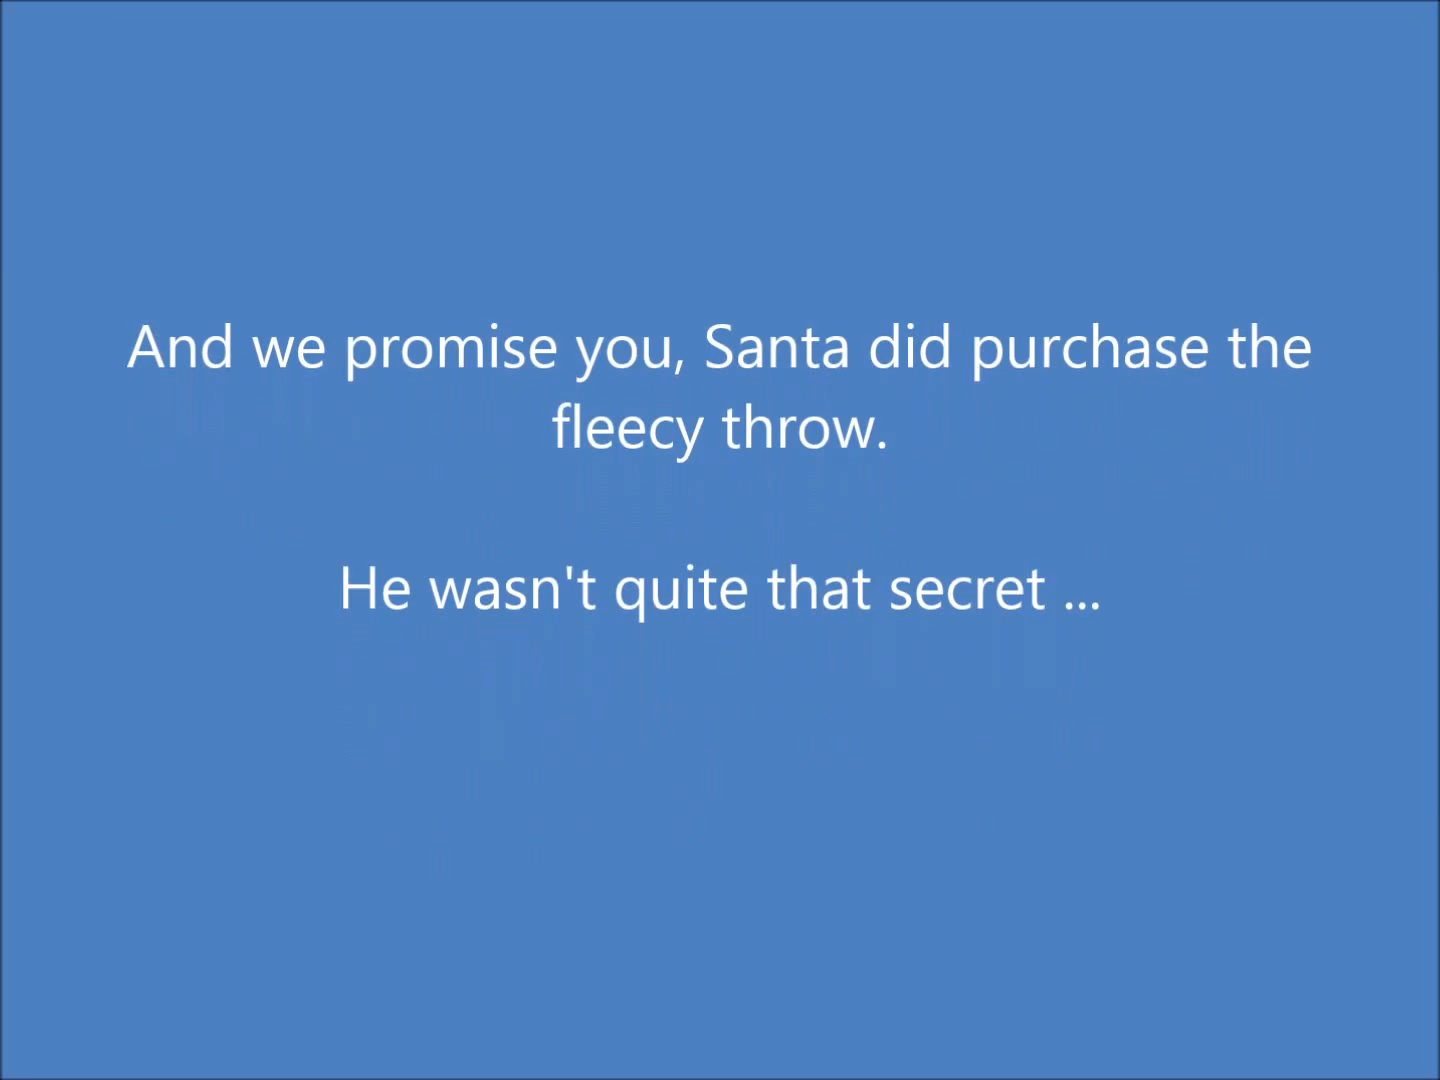 And we promise you, Santa did purchase the
fleecy throw.
He wasn't quite that secret ...